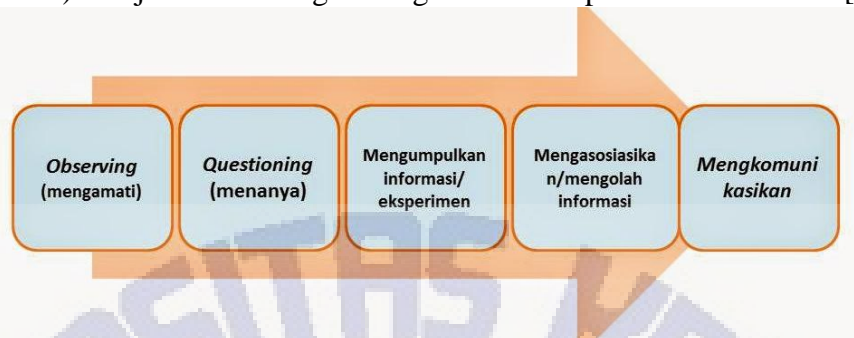 Observing
(mengamati)
Questioning
(menanya)
Mengumpulkan
informasi/
eksperimen
Mengasosiasika
n/mengolah
informasi
Mengkomuni
kasikan